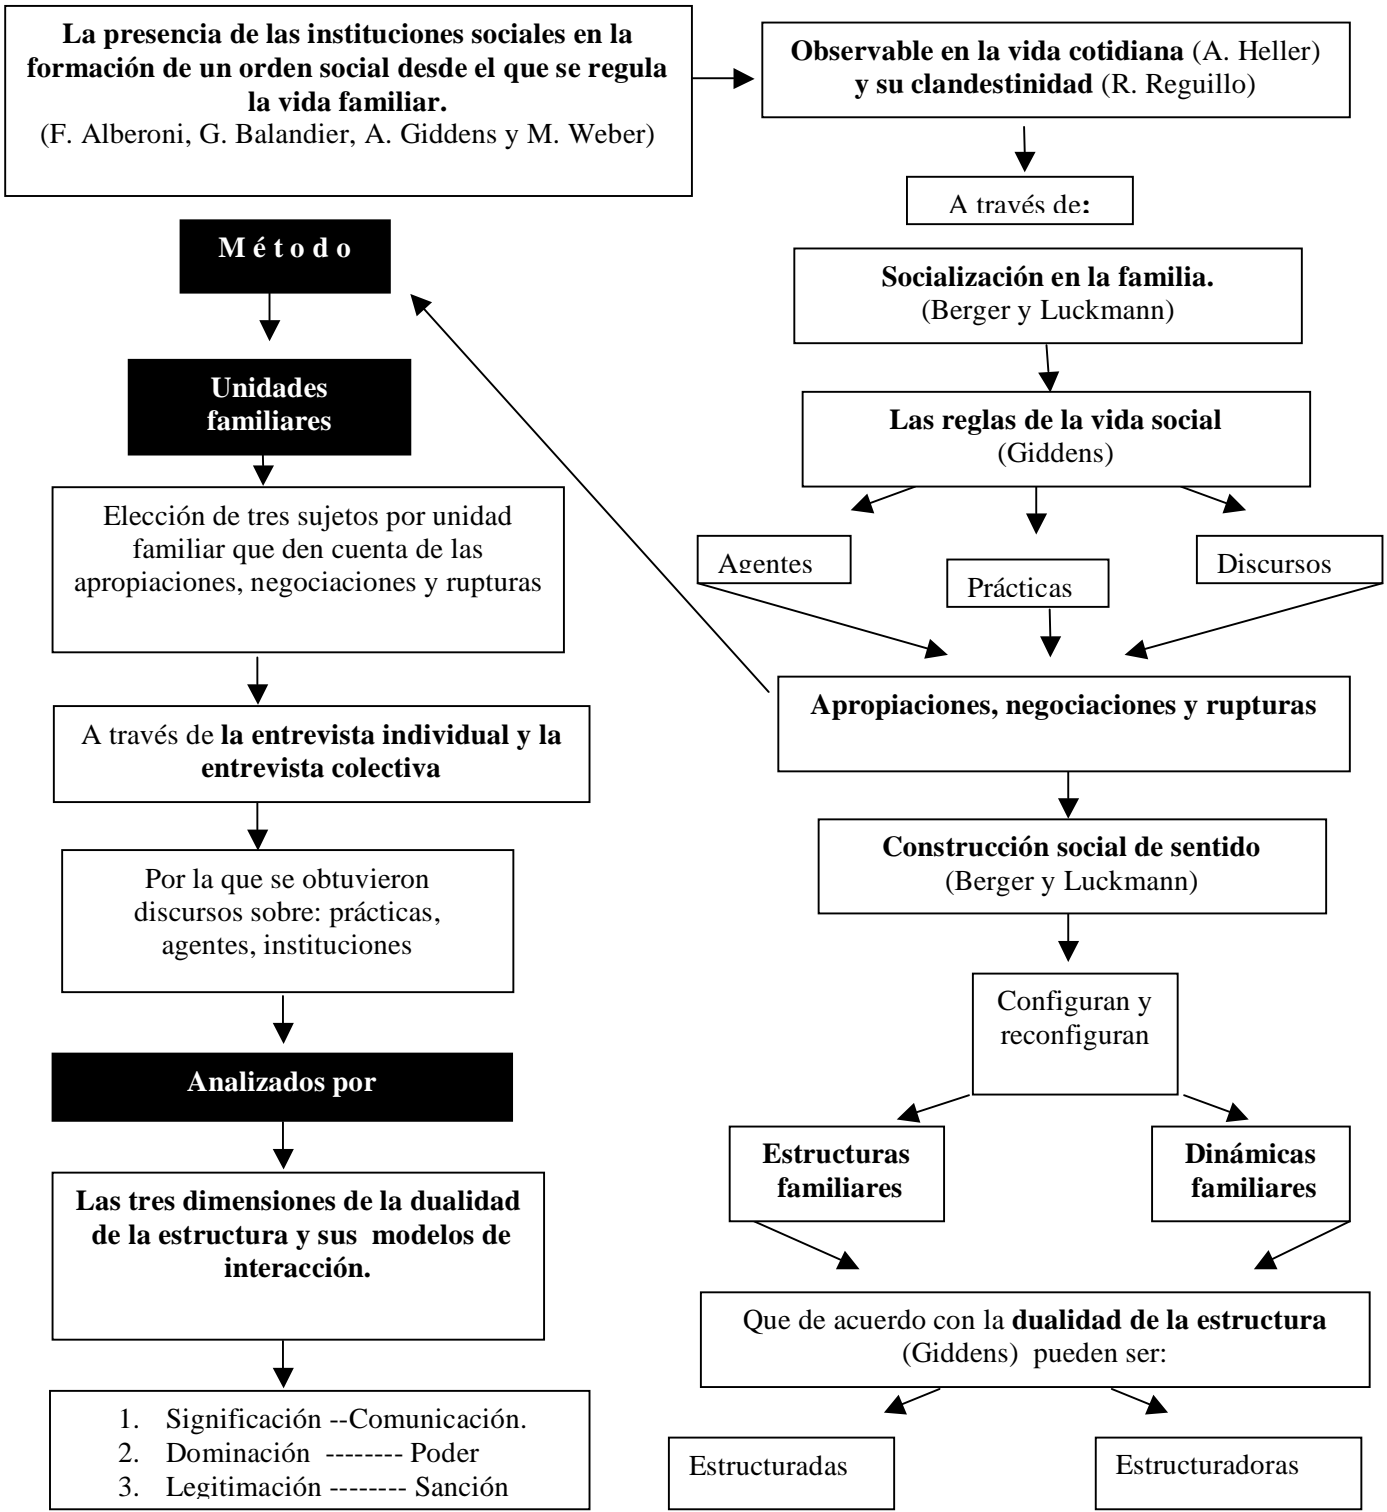 La presencia de las instituciones sociales en la
formación de un orden social desde el que se regula
la vida familiar.
(F. Alberoni, G. Balandier, A. Giddens y M. Weber)
Observable en la vida cotidiana (A. Heller)
y su clandestinidad (R. Reguillo)
A través de:
Socialización en la familia.
(Berger y Luckmann)
Las reglas de la vida social
(Giddens)
Agentes
Prácticas
Discursos
Apropiaciones, negociaciones y rupturas
Construcción social de sentido
(Berger y Luckmann)
Configuran y
reconfiguran
Estructuras
familiares
Dinámicas
familiares
Que de acuerdo con la dualidad de la estructura
(Giddens) pueden ser:
Estructuradas
Estructuradoras
M é t o d o
Unidades
familiares
Elección de tres sujetos por unidad
familiar que den cuenta de las
apropiaciones, negociaciones y rupturas
A través de la entrevista individual y la
entrevista colectiva
Por la que se obtuvieron
discursos sobre: prácticas,
agentes, instituciones
Analizados por
Las tres dimensiones de la dualidad
de la estructura y sus modelos de
interacción.
1. Significación --Comunicación.
2. Dominación -------- Poder
3. Legitimación -------- Sanción